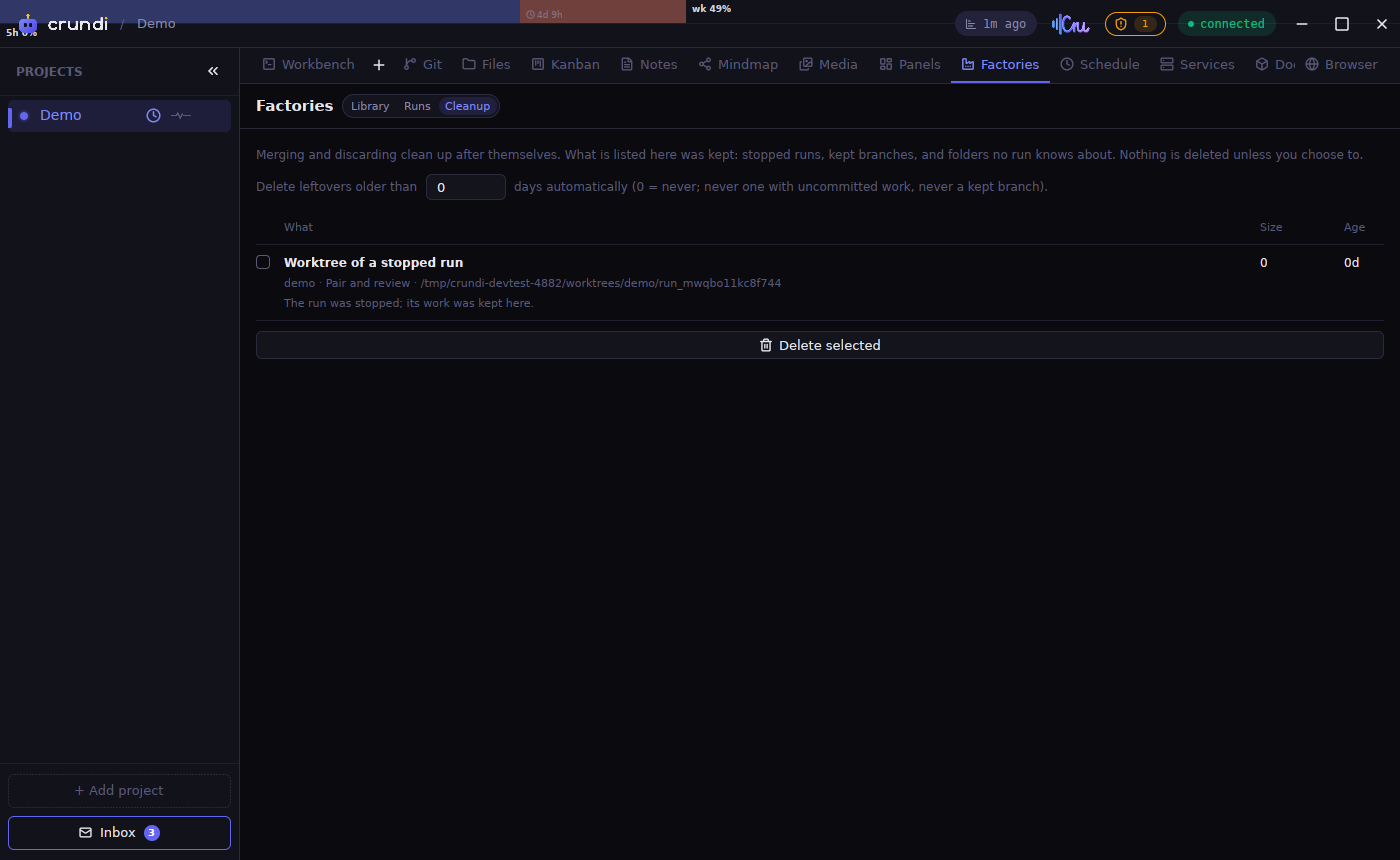 4d 9h
wk 49%
crundi / Demo
1m ago
1
connected
PROJECTS
Demo
Workbench
Git
Files
Kanban
Notes
Mindmap
Media
Panels
Factories
Schedule
Services
Browser
Factories
Library
Runs
Cleanup
Merging and discarding clean up after themselves. What is listed here was kept: stopped runs, kept branches, and folders no run knows about. Nothing is deleted unless you choose to.
Delete leftovers older than 0 days automatically (0 = never; never one with uncommitted work, never a kept branch).
What Size Age
Worktree of a stopped run 0 0d
demo · Pair and review · /tmp/crundi-devtest-4882/worktrees/demo/run_mwqbo11kc8f744
The run was stopped; its work was kept here.
Delete selected
+ Add project
Inbox 3